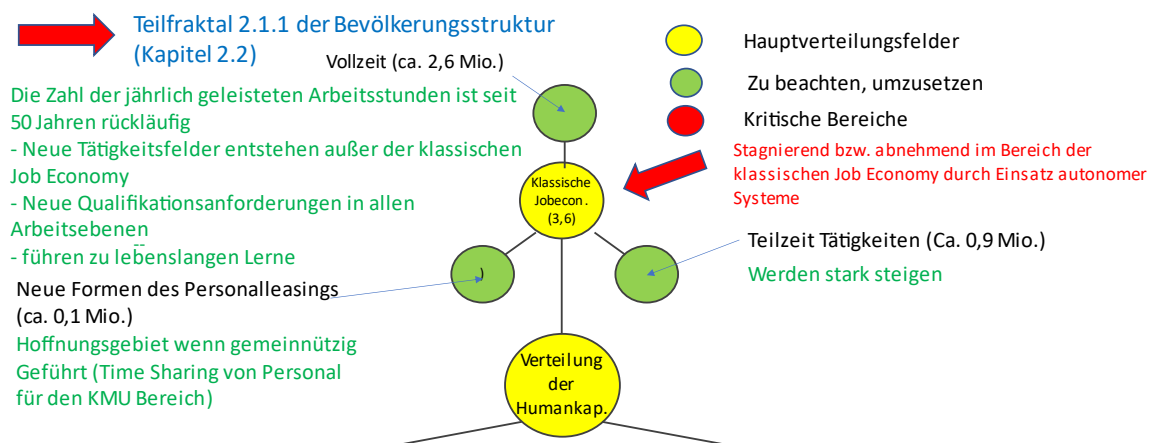 Teilfraktal 2.1.1 der Bevölkerungsstruktur
(Kapitel 2.2)
Vollzeit (ca. 2,6 Mio.)
Die Zahl der jährlich geleisteten Arbeitsstunden ist seit
50 Jahren rückläufig
- Neue Tätigkeitsfelder entstehen außer der klassischen
Job Economy
- Neue Qualifikationsanforderungen in allen
Arbeitsebenen
- führen zu lebenslangen Lerne
Neue Formen des Personalleasings
(ca. 0,1 Mio.)
Hoffnungsgebiet wenn gemeinnützig
Geführt (Time Sharing von Personal
für den KMU Bereich)
Klassische
Jobecon.
(3,6)
)
Verteilung
der
Humankap.
Hauptverteilungsfelder
Zu beachten, umzusetzen
Kritische Bereiche
Stagnierend bzw. abnehmend im Bereich der
klassischen Job Economy durch Einsatz autonomer
Systeme
Teilzeit Tätigkeiten (Ca. 0,9 Mio.)
Werden stark steigen